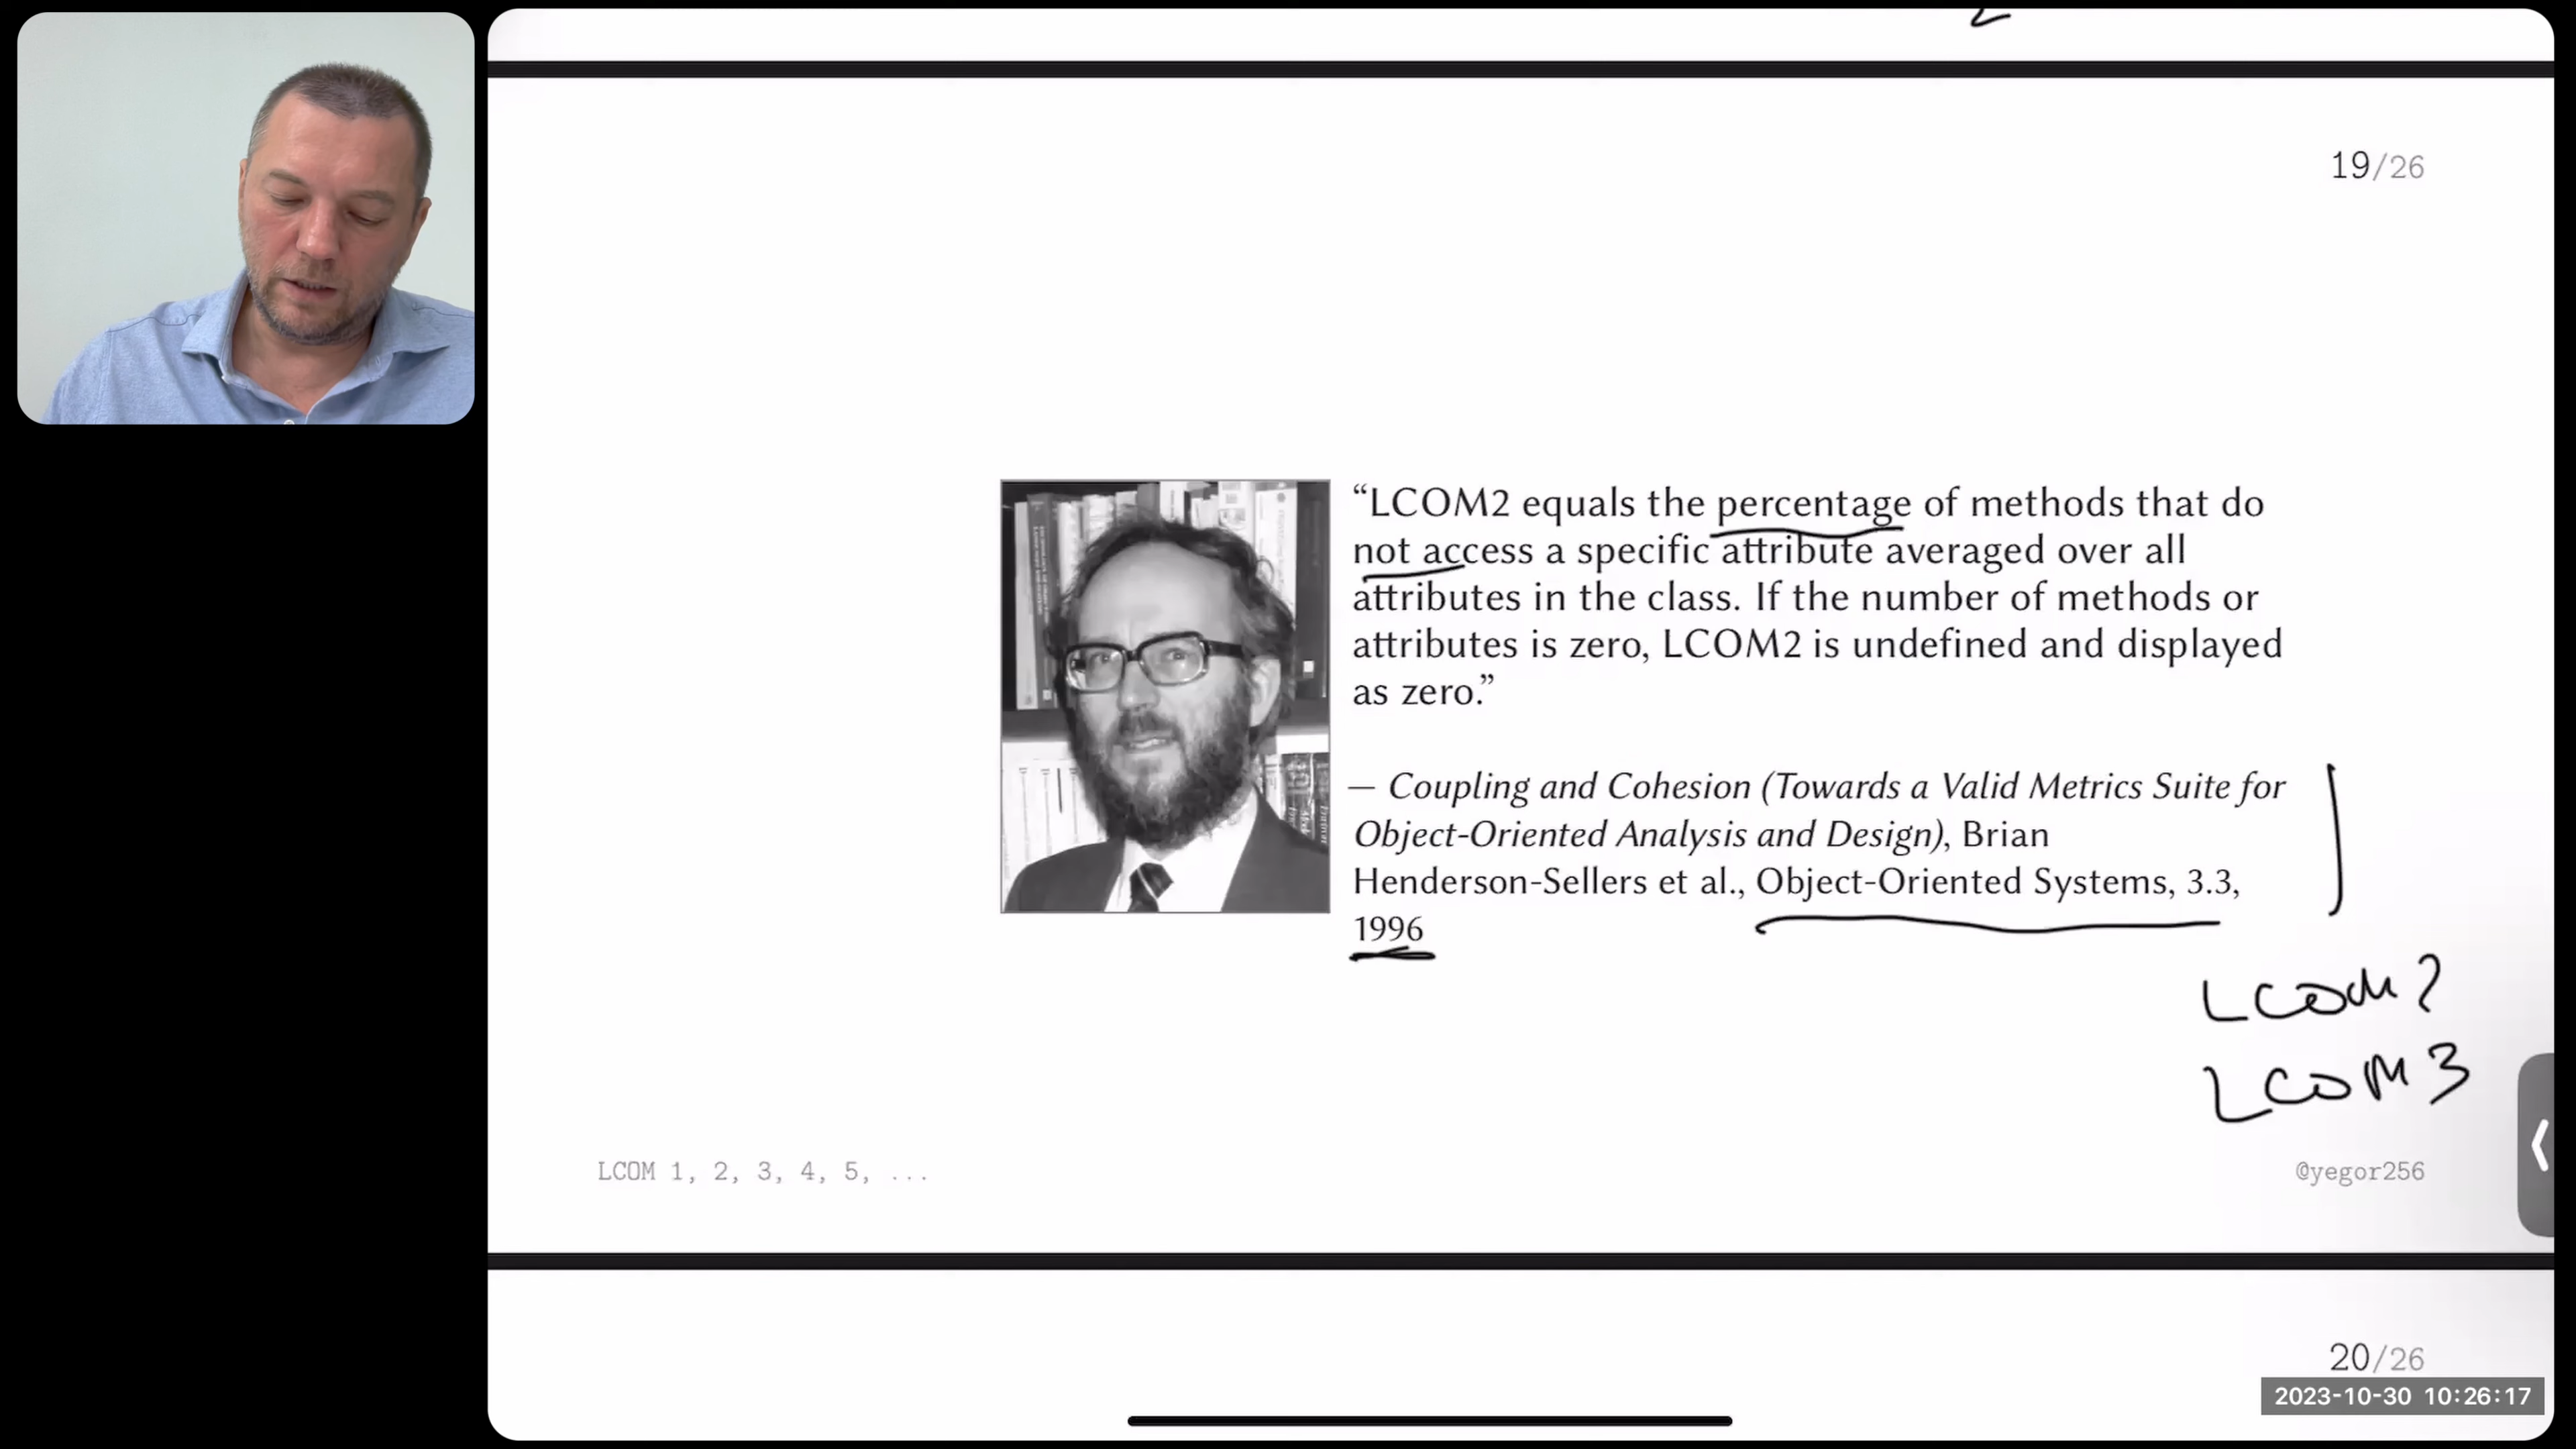 19/26
“LCOM2 equals the percentage of methods that do
not access a specific attribute averaged over all
attributes in the class. If the number of methods or
attributes is zero, LCOM2 is undefined and displayed
as zero.”
— Coupling and Cohesion (Towards a Valid Metrics Suite for
Object-Oriented Analysis and Design), Brian
Henderson-Sellers et al., Object-Oriented Systems, 3.3,
1996
LCOM2
LCOM3
LCOM 1, 2, 3, 4, 5, ...
@yegor256
20/26
2023-10-30 10:26:17